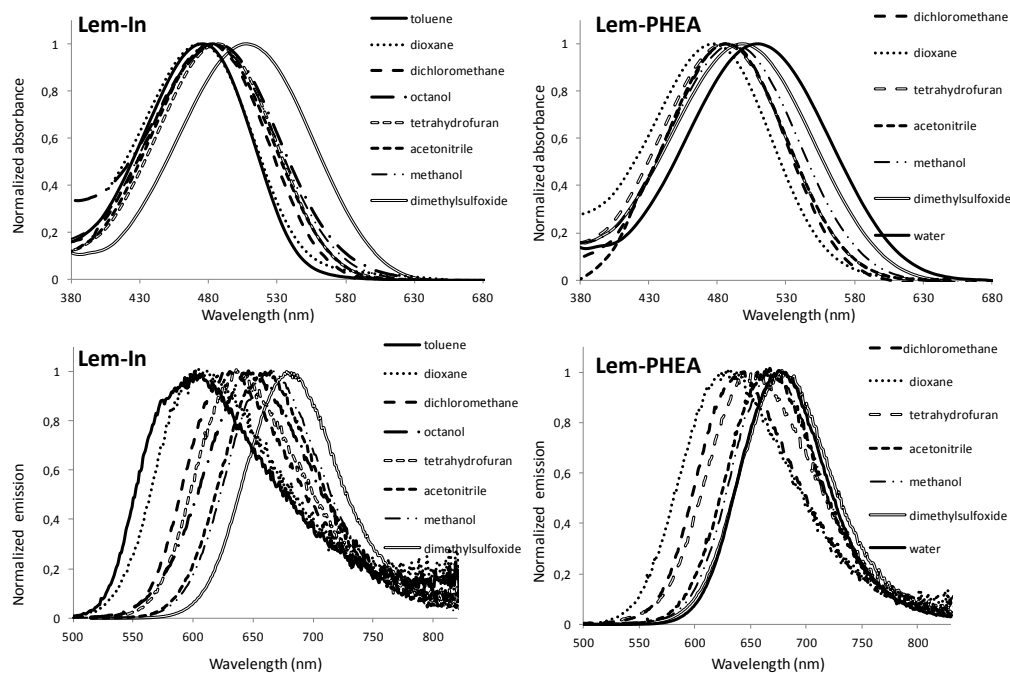 Lem-In
Normalized absorbance
1
0,8
0,6
0,4
0,2
0
380 430 480 530 580 630 680
Wavelength (nm)
toluene
dioxane
dichloromethane
octanol
tetrahydrofuran
acetonitrile
methanol
dimethylsulfoxide
Lem-PHEA
Normalized absorbance
1
0,8
0,6
0,4
0,2
0
380 430 480 530 580 630 680
Wavelength (nm)
dichloromethane
dioxane
tetrahydrofuran
acetonitrile
methanol
dimethylsulfoxide
water
Lem-In
Normalized emission
1
0,8
0,6
0,4
0,2
0
500 550 600 650 700 750 800
Wavelength (nm)
toluene
dioxane
dichloromethane
octanol
tetrahydrofuran
acetonitrile
methanol
dimethylsulfoxide
Lem-PHEA
Normalized emission
1
0,8
0,6
0,4
0,2
0
500 550 600 650 700 750 800
Wavelength (nm)
dichloromethane
dioxane
tetrahydrofuran
acetonitrile
methanol
dimethylsulfoxide
water